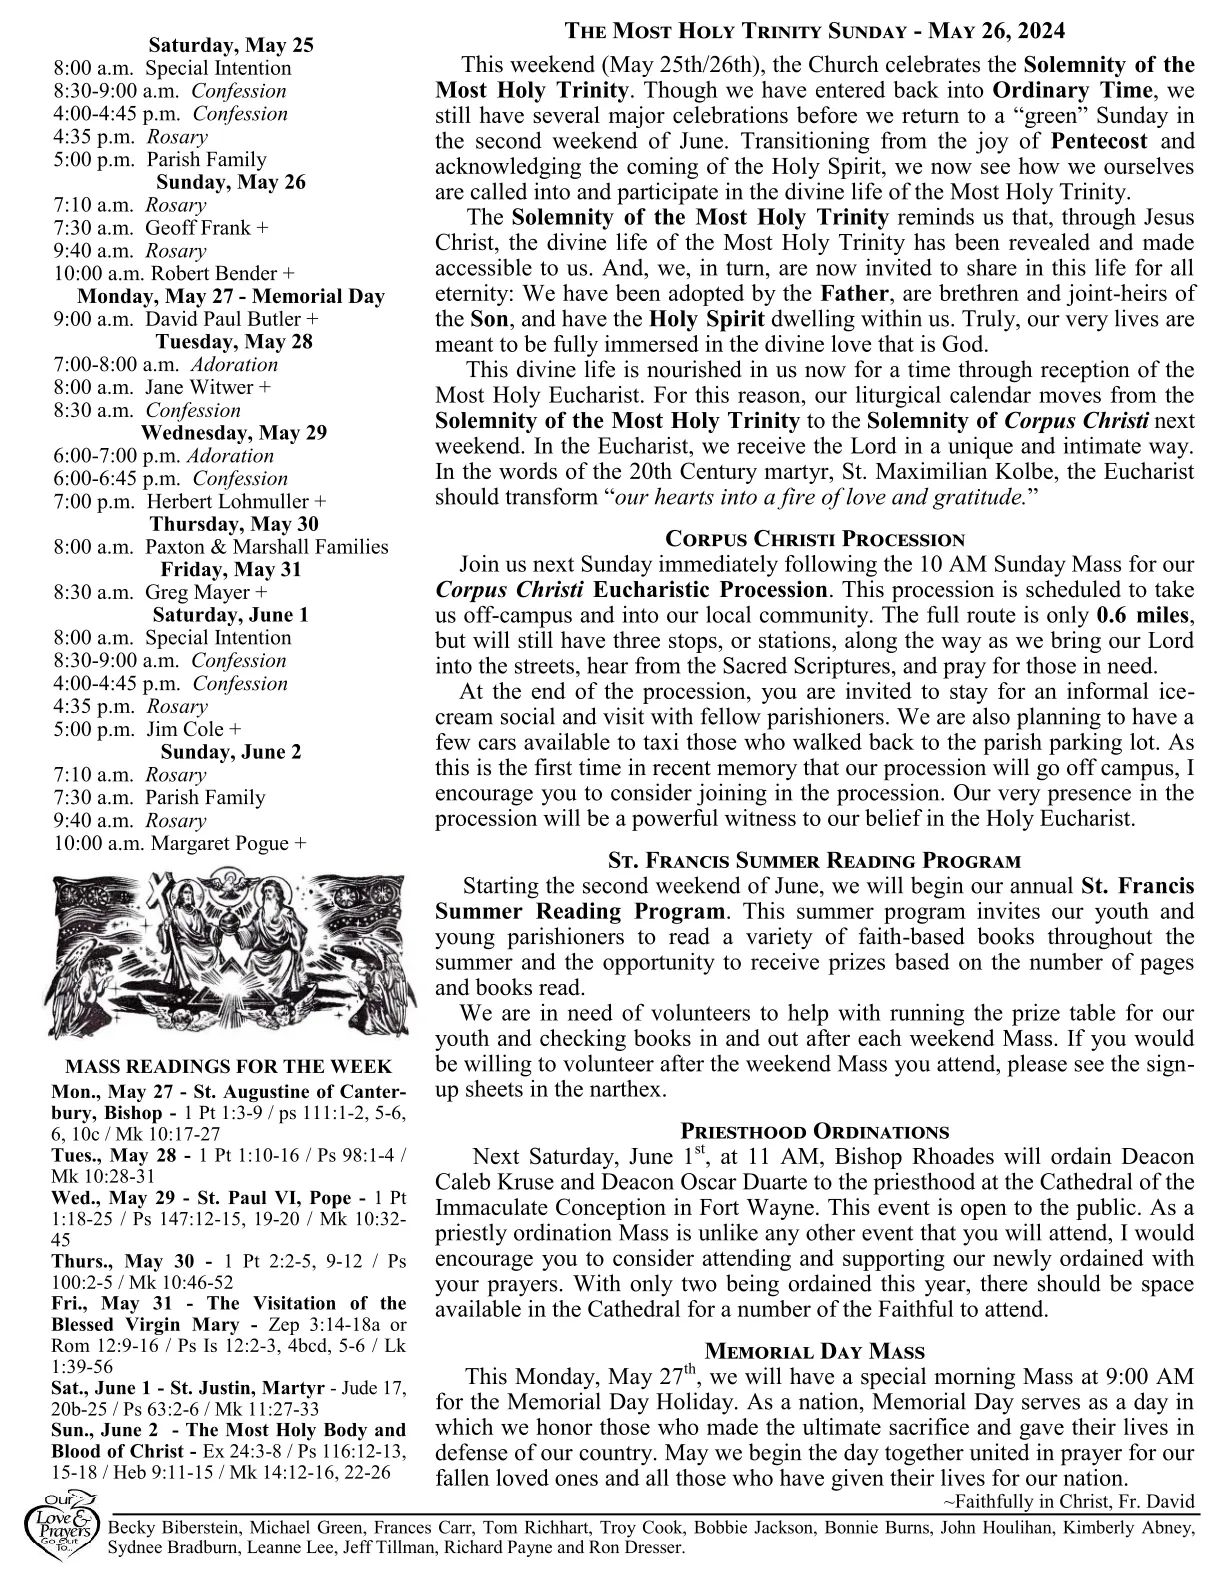 Saturday, May 25
8:00 a.m.  Special Intention
8:30-9:00 a.m.  Confession
4:00-4:45 p.m.  Confession
4:35 p.m.  Rosary
5:00 p.m.  Parish Family
Sunday, May 26
7:10 a.m.  Rosary
7:30 a.m.  Geoff Frank +
9:40 a.m.  Rosary
10:00 a.m. Robert Bender +
Monday, May 27 - Memorial Day
9:00 a.m.  David Paul Butler +
Tuesday, May 28
7:00-8:00 a.m.  Adoration
8:00 a.m.  Jane Witwer +
8:30 a.m.  Confession
Wednesday, May 29
6:00-7:00 p.m. Adoration
6:00-6:45 p.m.  Confession
7:00 p.m.  Herbert Lohmuller +
Thursday, May 30
8:00 a.m.  Paxton & Marshall Families
Friday, May 31
8:30 a.m.  Greg Mayer +
Saturday, June 1
8:00 a.m.  Special Intention
8:30-9:00 a.m.  Confession
4:00-4:45 p.m.  Confession
4:35 p.m.  Rosary
5:00 p.m.  Jim Cole +
Sunday, June 2
7:10 a.m.  Rosary
7:30 a.m.  Parish Family
9:40 a.m.  Rosary
10:00 a.m. Margaret Pogue +
MASS READINGS FOR THE WEEK
Mon., May 27 - St. Augustine of Canter-
bury, Bishop - 1 Pt 1:3-9 / ps 111:1-2, 5-6,
6, 10c / Mk 10:17-27
Tues., May 28 - 1 Pt 1:10-16 / Ps 98:1-4 /
Mk 10:28-31
Wed., May 29 - St. Paul VI, Pope - 1 Pt
1:18-25 / Ps 147:12-15, 19-20 / Mk 10:32-
45
Thurs., May 30 - 1 Pt 2:2-5, 9-12 / Ps
100:2-5 / Mk 10:46-52
Fri., May 31 - The Visitation of the
Blessed Virgin Mary - Zep 3:14-18a or
Rom 12:9-16 / Ps Is 12:2-3, 4bcd, 5-6 / Lk
1:39-56
Sat., June 1 - St. Justin, Martyr - Jude 17,
20b-25 / Ps 63:2-6 / Mk 11:27-33
Sun., June 2  - The Most Holy Body and
Blood of Christ - Ex 24:3-8 / Ps 116:12-13,
15-18 / Heb 9:11-15 / Mk 14:12-16, 22-26
The Most Holy Trinity Sunday - May 26, 2024
This weekend (May 25th/26th), the Church celebrates the Solemnity of the
Most Holy Trinity. Though we have entered back into Ordinary Time, we
still have several major celebrations before we return to a “green” Sunday in
the second weekend of June. Transitioning from the joy of Pentecost and
acknowledging the coming of the Holy Spirit, we now see how we ourselves
are called into and participate in the divine life of the Most Holy Trinity.
The Solemnity of the Most Holy Trinity reminds us that, through Jesus
Christ, the divine life of the Most Holy Trinity has been revealed and made
accessible to us. And, we, in turn, are now invited to share in this life for all
eternity: We have been adopted by the Father, are brethren and joint-heirs of
the Son, and have the Holy Spirit dwelling within us. Truly, our very lives are
meant to be fully immersed in the divine love that is God.
This divine life is nourished in us now for a time through reception of the
Most Holy Eucharist. For this reason, our liturgical calendar moves from the
Solemnity of the Most Holy Trinity to the Solemnity of Corpus Christi next
weekend. In the Eucharist, we receive the Lord in a unique and intimate way.
In the words of the 20th Century martyr, St. Maximilian Kolbe, the Eucharist
should transform “our hearts into a fire of love and gratitude.”
Corpus Christi Procession
Join us next Sunday immediately following the 10 AM Sunday Mass for our
Corpus Christi Eucharistic Procession. This procession is scheduled to take
us off-campus and into our local community. The full route is only 0.6 miles,
but will still have three stops, or stations, along the way as we bring our Lord
into the streets, hear from the Sacred Scriptures, and pray for those in need.
At the end of the procession, you are invited to stay for an informal ice-
cream social and visit with fellow parishioners. We are also planning to have a
few cars available to taxi those who walked back to the parish parking lot. As
this is the first time in recent memory that our procession will go off campus, I
encourage you to consider joining in the procession. Our very presence in the
procession will be a powerful witness to our belief in the Holy Eucharist.
St. Francis Summer Reading Program
Starting the second weekend of June, we will begin our annual St. Francis
Summer Reading Program. This summer program invites our youth and
young parishioners to read a variety of faith-based books throughout the
summer and the opportunity to receive prizes based on the number of pages
and books read.
We are in need of volunteers to help with running the prize table for our
youth and checking books in and out after each weekend Mass. If you would
be willing to volunteer after the weekend Mass you attend, please see the sign-
up sheets in the narthex.
Priesthood Ordinations
Next Saturday, June 1st, at 11 AM, Bishop Rhoades will ordain Deacon
Caleb Kruse and Deacon Oscar Duarte to the priesthood at the Cathedral of the
Immaculate Conception in Fort Wayne. This event is open to the public. As a
priestly ordination Mass is unlike any other event that you will attend, I would
encourage you to consider attending and supporting our newly ordained with
your prayers. With only two being ordained this year, there should be space
available in the Cathedral for a number of the Faithful to attend.
Memorial Day Mass
This Monday, May 27th, we will have a special morning Mass at 9:00 AM
for the Memorial Day Holiday. As a nation, Memorial Day serves as a day in
which we honor those who made the ultimate sacrifice and gave their lives in
defense of our country. May we begin the day together united in prayer for our
fallen loved ones and all those who have given their lives for our nation.
~Faithfully in Christ, Fr. David
Our
Love &
Prayers
Go Out
To...
Becky Biberstein, Michael Green, Frances Carr, Tom Richhart, Troy Cook, Bobbie Jackson, Bonnie Burns, John Houlihan, Kimberly Abney,
Sydnee Bradburn, Leanne Lee, Jeff Tillman, Richard Payne and Ron Dresser.